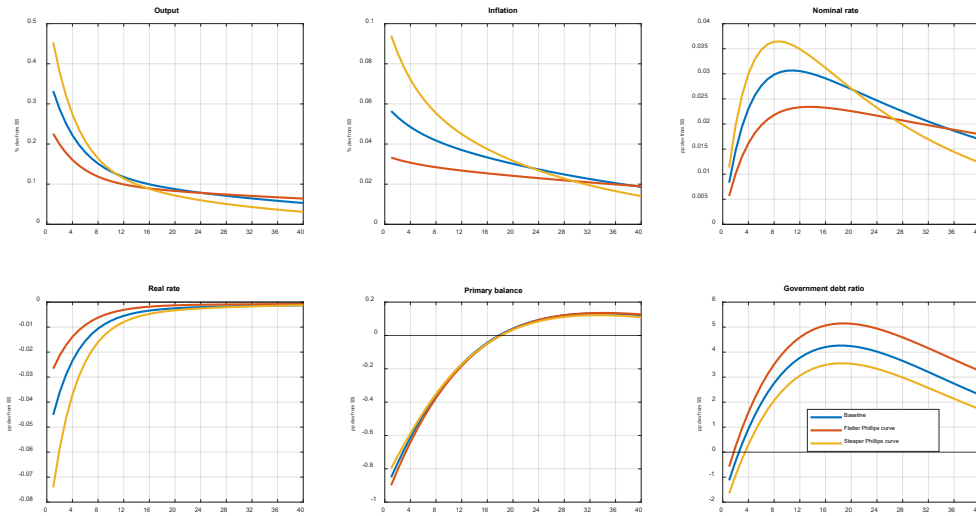 Output
% dev from SS
0.5
0.4
0.3
0.2
0.1
0
0 4 8 12 16 20 24 28 32 36 40
Inflation
% dev from SS
0.1
0.08
0.06
0.04
0.02
0
0 4 8 12 16 20 24 28 32 36 40
Nominal rate
pp dev from SS
0.04
0.035
0.03
0.025
0.02
0.015
0.01
0.005
0
0 4 8 12 16 20 24 28 32 36 40
Real rate
pp dev from SS
0
-0.01
-0.02
-0.03
-0.04
-0.05
-0.06
-0.07
-0.08
0 4 8 12 16 20 24 28 32 36 40
Primary balance
pp dev from SS
0.2
0
-0.2
-0.4
-0.6
-0.8
-1
0 4 8 12 16 20 24 28 32 36 40
Government debt ratio
pp dev from SS
6
5
4
3
2
1
0
-1
-2
Baseline
Flatter Phillips curve
Steeper Phillips curve
0 4 8 12 16 20 24 28 32 36 40